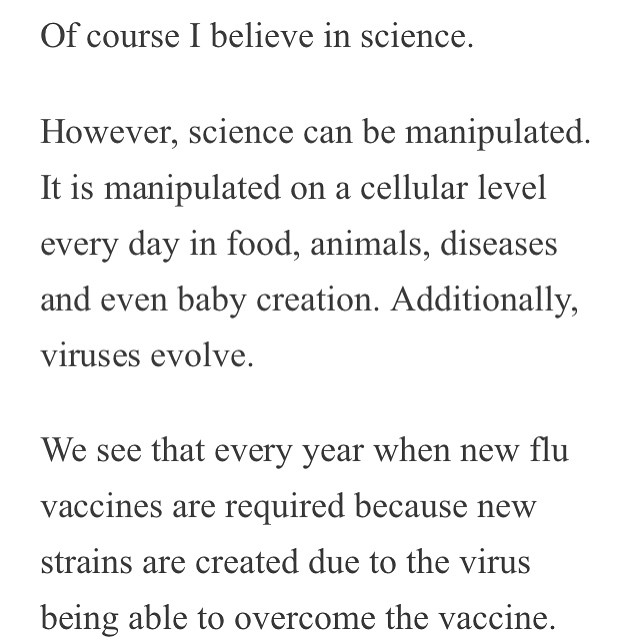 Of course I believe in science.
However, science can be manipulated.
It is manipulated on a cellular level
every day in food, animals, diseases
and even baby creation. Additionally,
viruses evolve.
We see that every year when new flu
vaccines are required because new
strains are created due to the virus
being able to overcome the vaccine.